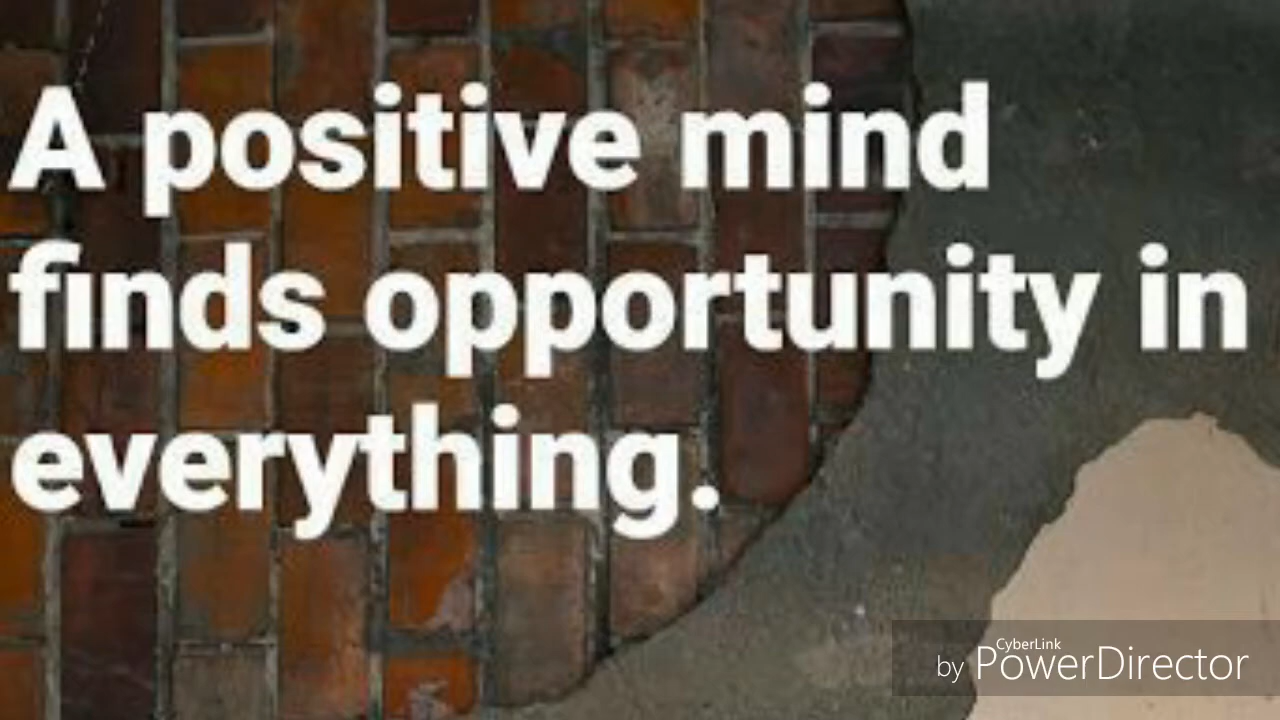 A positive mind
finds opportunity in
everything.
CyberLink
by PowerDirector